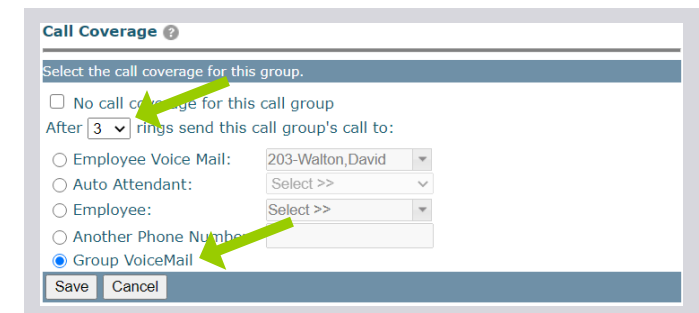 Call Coverage ?
Select the call coverage for this group.
No call coverage for this call group
After 3 rings send this call group's call to:
Employee Voice Mail: 203-Walton,David
Auto Attendant: Select >>
Employee: Select >>
Another Phone Number
Group VoiceMail
Save Cancel